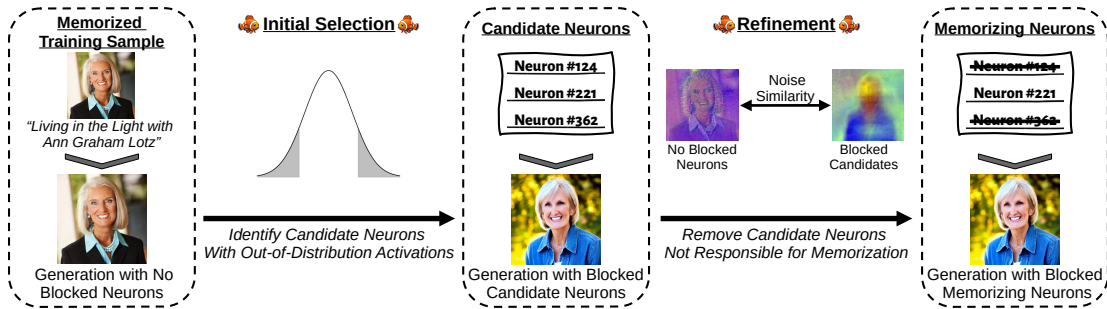 Memorized
Training Sample
“Living in the Light with
Ann Graham Lotz”
Generation with No
Blocked Neurons
Initial Selection
Identify Candidate Neurons
With Out-of-Distribution Activations
Candidate Neurons
Neuron #124
Neuron #221
Neuron #362
Generation with Blocked
Candidate Neurons
Refinement
Noise
Similarity
No Blocked
Neurons
Blocked
Candidates
Remove Candidate Neurons
Not Responsible for Memorization
Memorizing Neurons
Neuron #124
Neuron #221
Neuron #362
Generation with Blocked
Memorizing Neurons